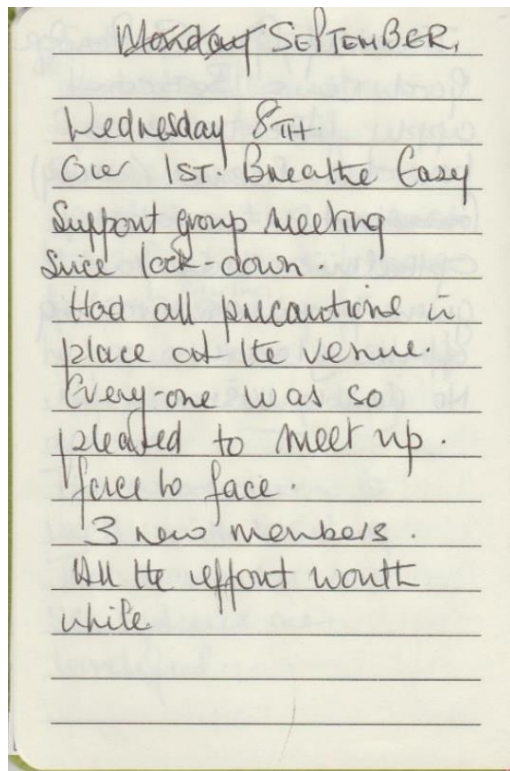 Monday SEPTEMBER.
Wednesday 8TH.
Our 1ST. Breathe Easy
Support group meeting
Since lock-down.
Had all precautions in
place at the venue.
Every-one was so
pleased to meet up.
face to face.
3 new members.
All the effort worth
while